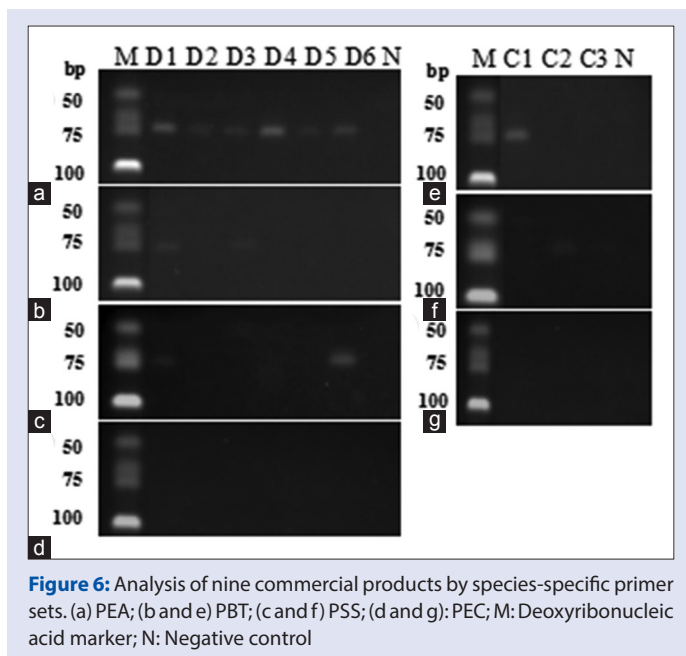 M D1 D2 D3 D4 D5 D6 N
bp
50
75
100
a
50
75
100
b
50
75
100
c
50
75
100
d
M C1 C2 C3 N
bp
50
75
100
e
50
75
100
f
50
75
100
g
Figure 6: Analysis of nine commercial products by species-specific primer
sets. (a) PEA; (b and e) PBT; (c and f) PSS; (d and g): PEC; M: Deoxyribonucleic
acid marker; N: Negative control